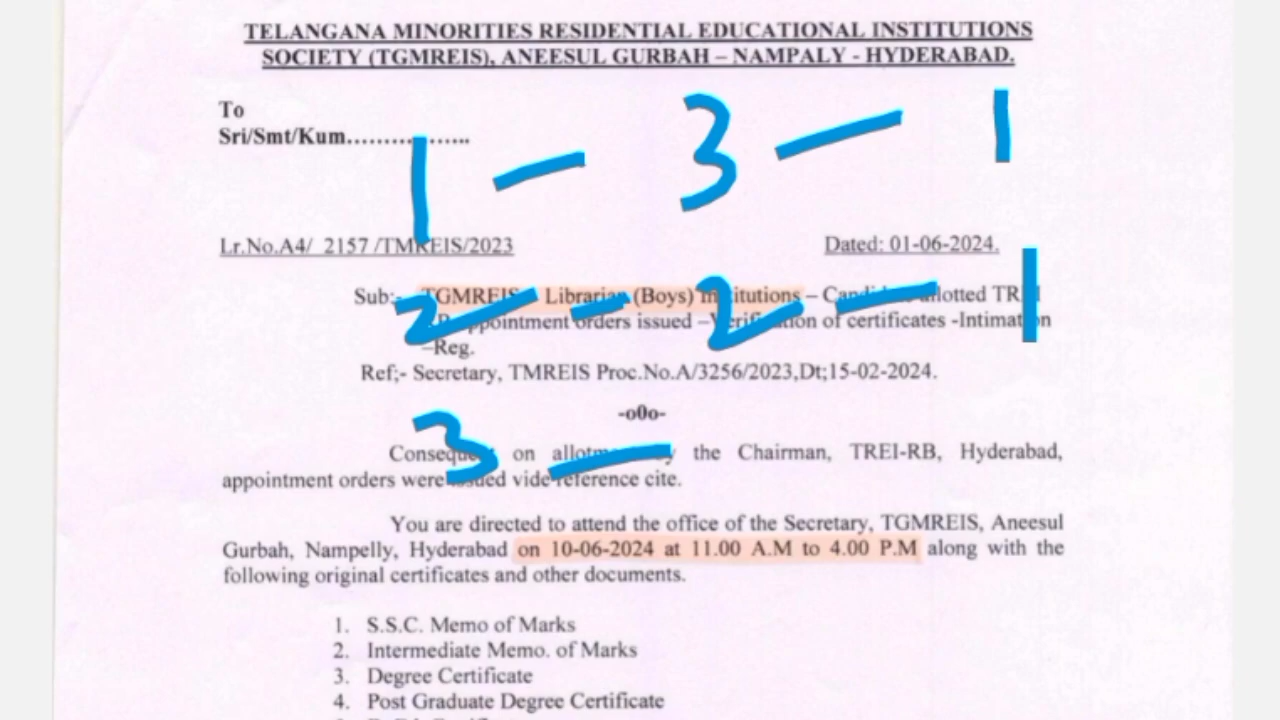 TELANGANA MINORITIES RESIDENTIAL EDUCATIONAL INSTITUTIONS
SOCIETY (TGMREIS), ANEESUL GURBAH – NAMPALY - HYDERABAD.
To
Sri/Smt/Kum..................
1 – 3 – 1
Lr.No.A4/ 2157 /TMREIS/2023 Dated: 01-06-2024.
Sub:- TGMREIS – Librarian (Boys) Institutions – allotted
orders issued – of certificates -Intimation
–Reg.
2 – 2 – 1
Ref;- Secretary, TMREIS Proc.No.A/3256/2023,Dt;15-02-2024.
-o0o-
3 –
on the Chairman, TREI-RB, Hyderabad,
appointment orders were issued vide reference cite.
You are directed to attend the office of the Secretary, TGMREIS, Aneesul
Gurbah, Nampelly, Hyderabad on 10-06-2024 at 11.00 A.M to 4.00 P.M along with the
following original certificates and other documents.
1. S.S.C. Memo of Marks
2. Intermediate Memo. of Marks
3. Degree Certificate
4. Post Graduate Degree Certificate